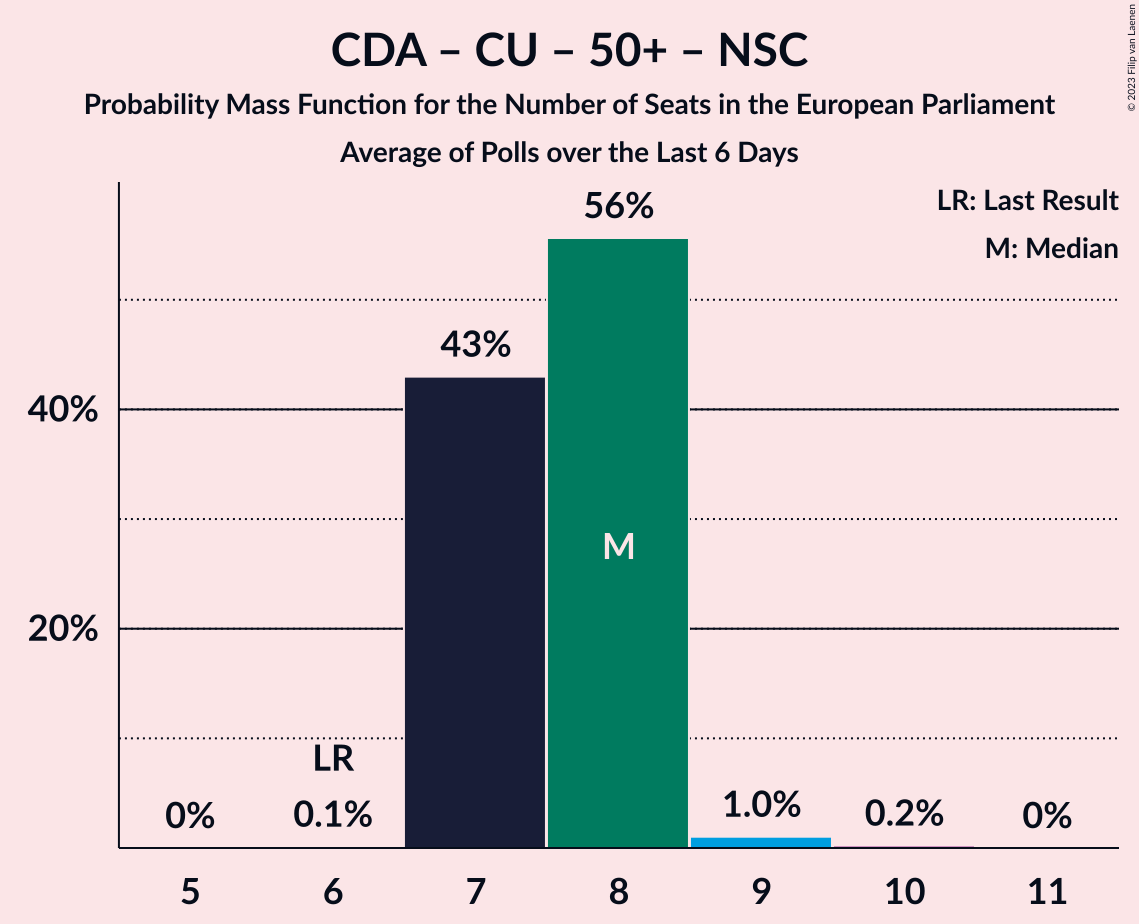 CDA – CU – 50+ – NSC
Probability Mass Function for the Number of Seats in the European Parliament
Average of Polls over the Last 6 Days
© 2023 Filip van Laenen
LR: Last Result
M: Median
56%
43%
40%
M
20%
LR
0% 0.1% 1.0% 0.2% 0%
5 6 7 8 9 10 11